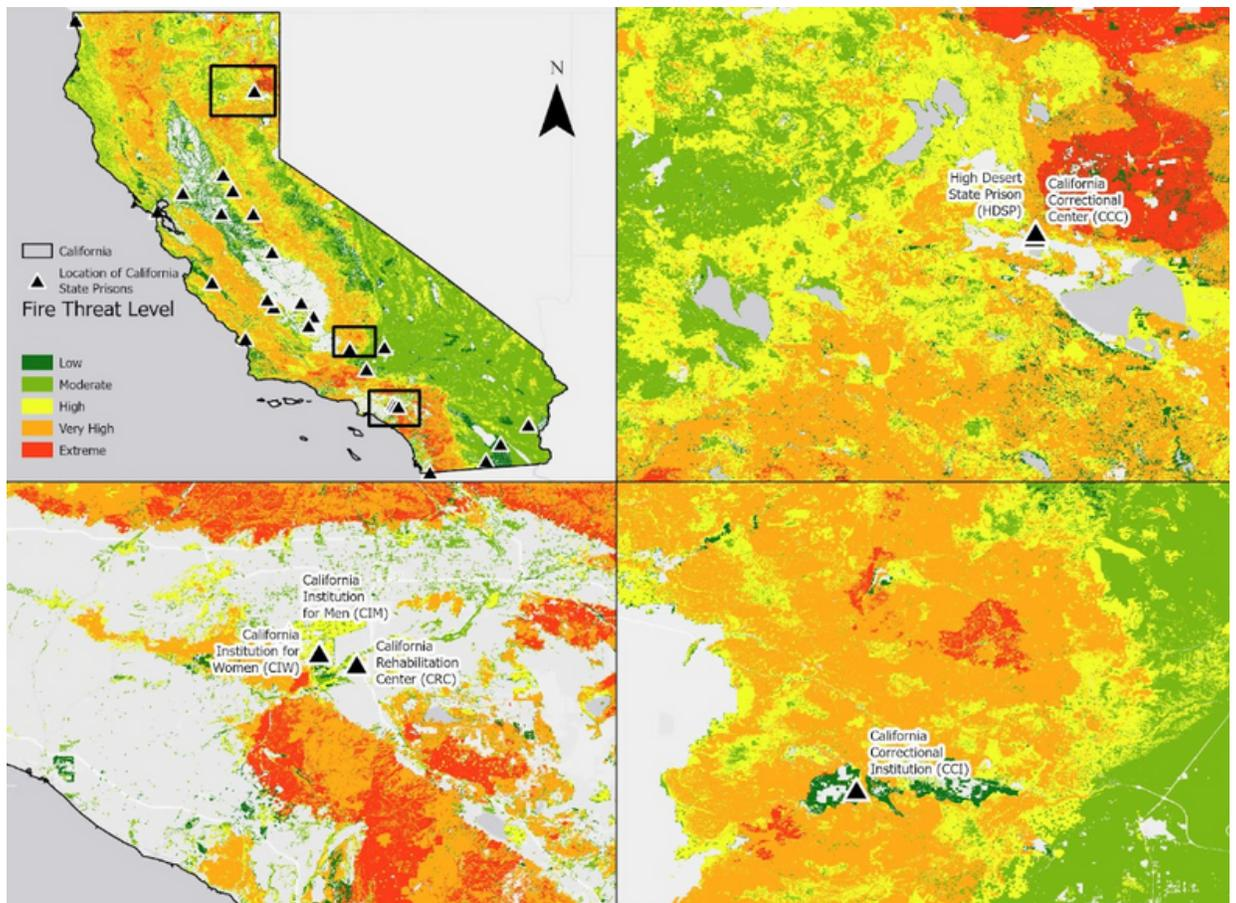 N
California
Location of California
State Prisons
Fire Threat Level
Low
Moderate
High
Very High
Extreme
High Desert
State Prison
(HDSP)
California
Correctional
Center (CCC)
California
Institution
for Men (CIM)
California
Institution for
Women (CIW)
California
Rehabilitation
Center (CRC)
California
Correctional
Institution (CCI)